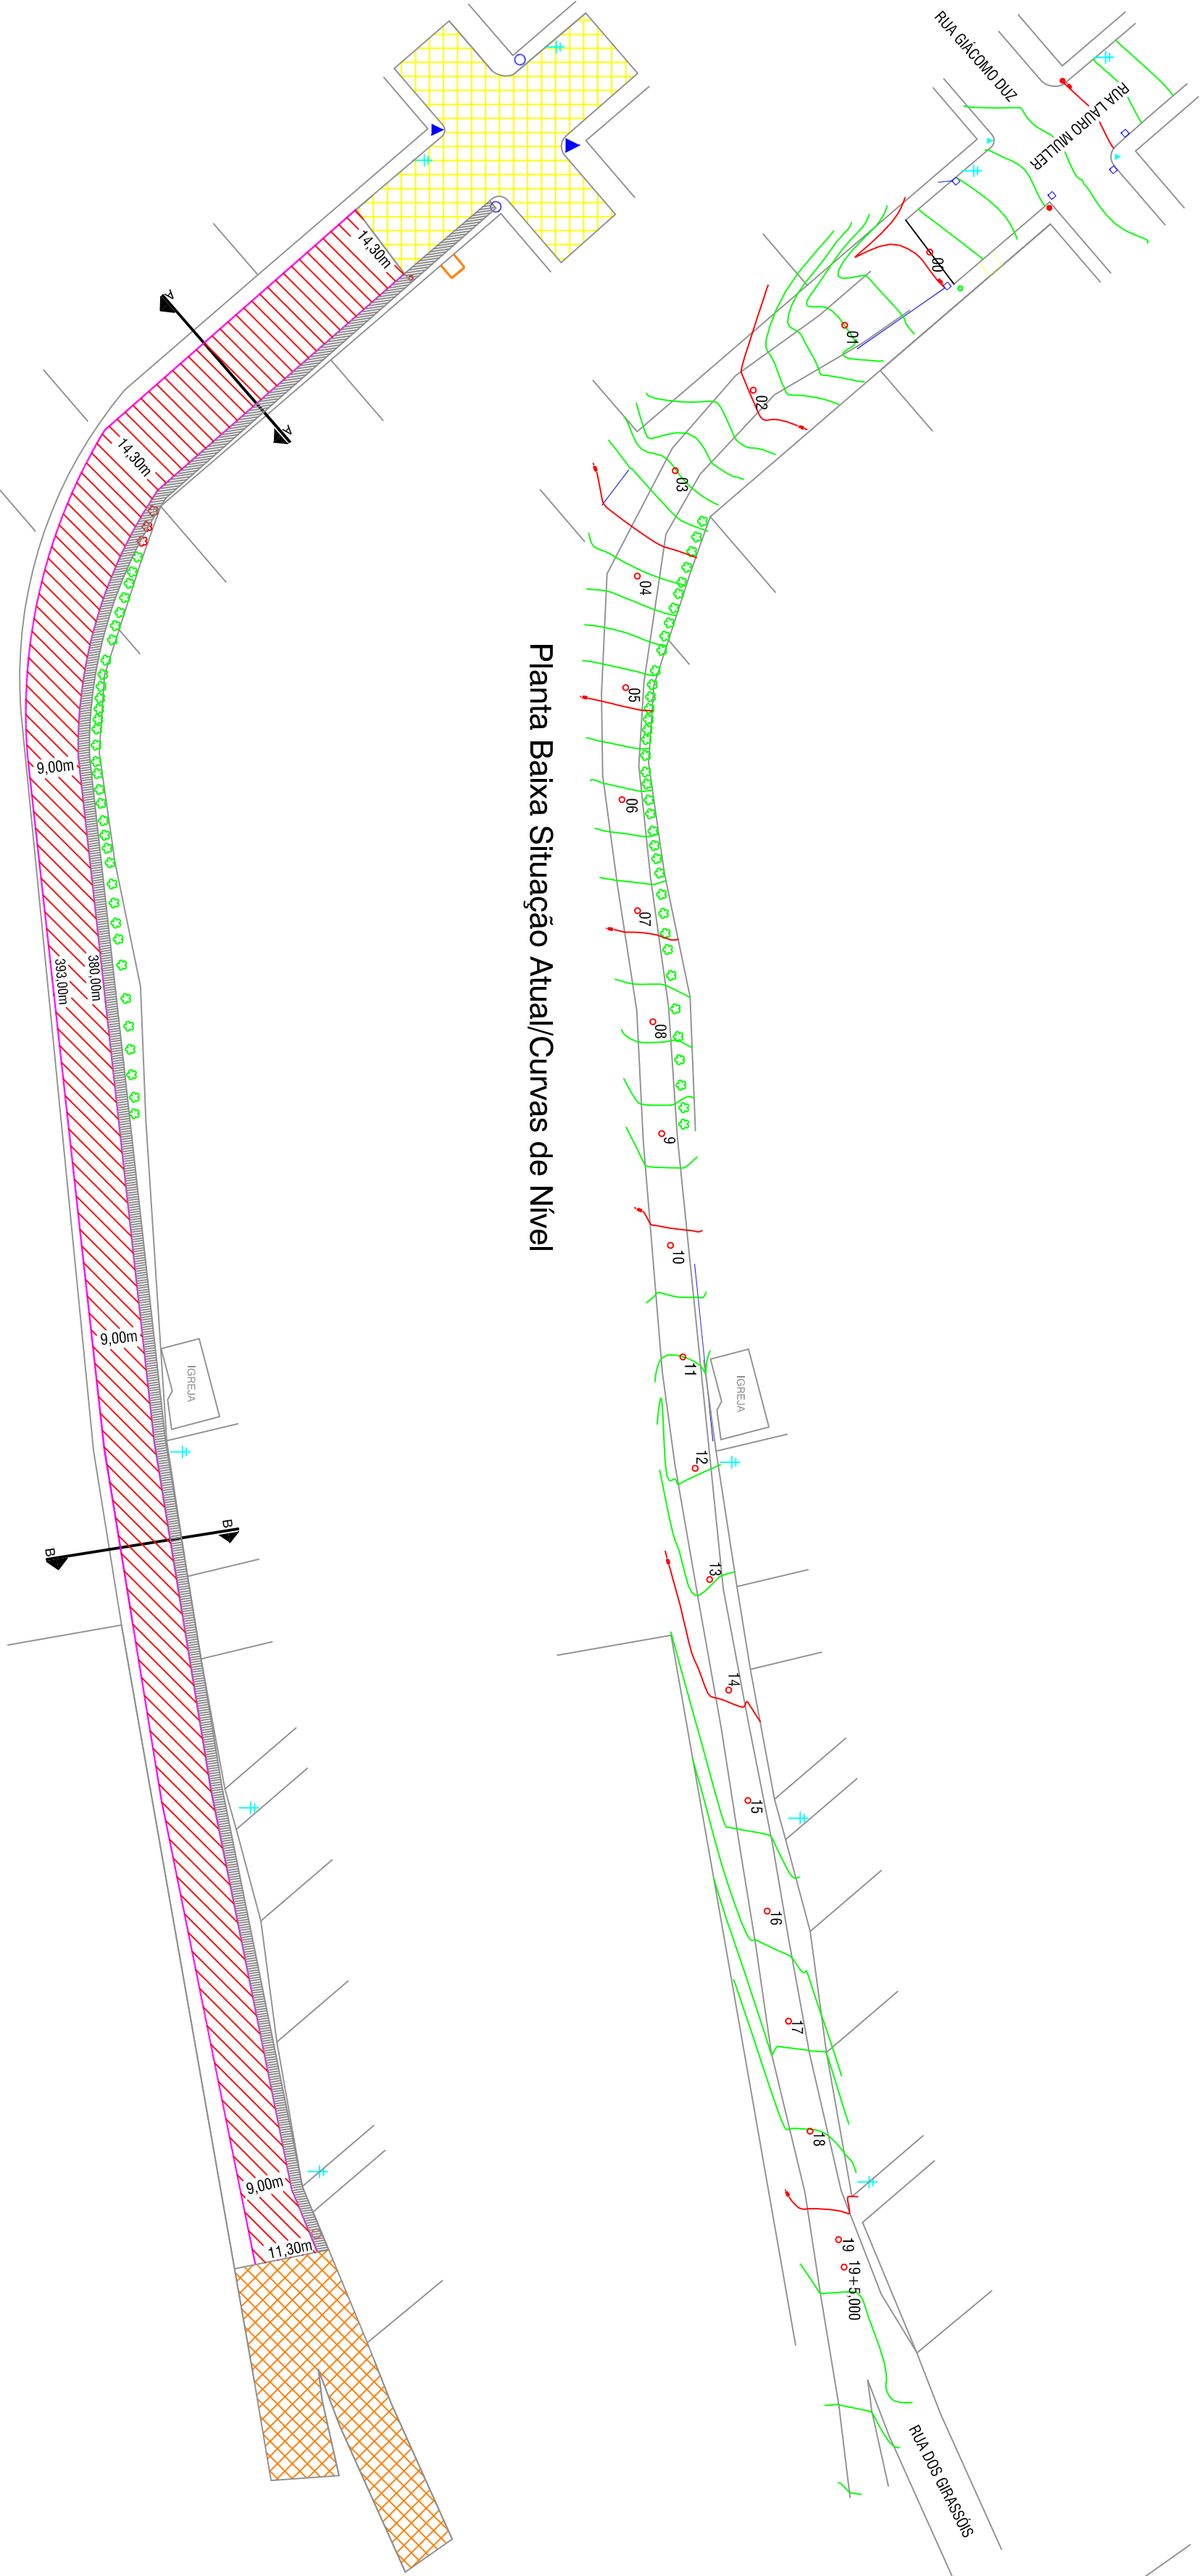 RUA GIÁCOMO DUZ
RUA LAURO MULLER
14,30m
A
A
14,30m
9,00m
380,00m
393,00m
9,00m
IGREJA
B
B
9,00m
11,30m
Planta Baixa Situação Atual/Curvas de Nível
00
01
02
03
04
05
06
07
08
9
10
11
IGREJA
12
13
14
15
16
17
18
19
19+5,000
RUA DOS GIRASSÓIS